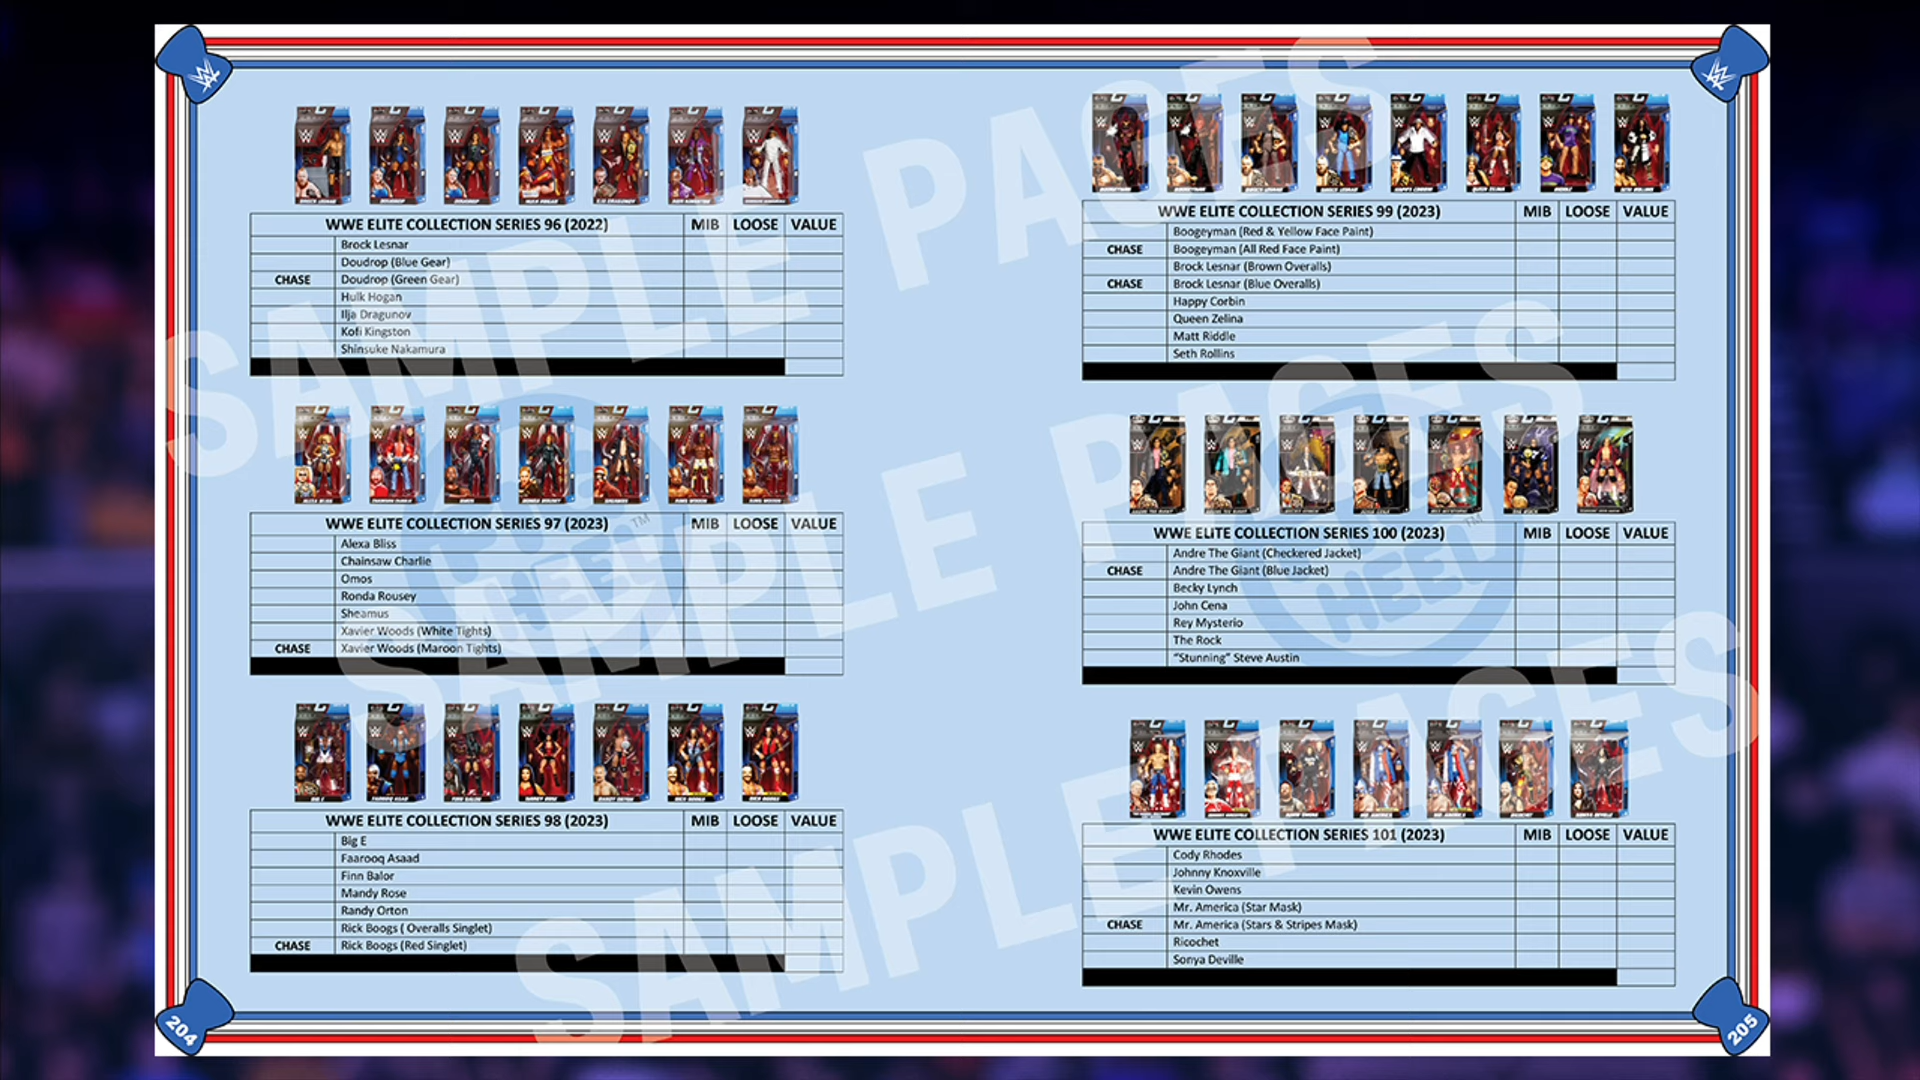 WWE ELITE COLLECTION SERIES 96 (2022) MIB LOOSE VALUE
Brock Lesnar
Doudrop (Blue Gear)
CHASE Doudrop (Green Gear)
Hulk Hogan
Ilja Dragunov
Kofi Kingston
Shinsuke Nakamura
WWE ELITE COLLECTION SERIES 97 (2023) MIB LOOSE VALUE
Alexa Bliss
Chainsaw Charlie
Omos
Ronda Rousey
Sheamus
Xavier Woods (White Tights)
CHASE Xavier Woods (Maroon Tights)
WWE ELITE COLLECTION SERIES 98 (2023) MIB LOOSE VALUE
Big E
Faarooq Asaad
Finn Balor
Mandy Rose
Randy Orton
Rick Boogs ( Overalls Singlet)
CHASE Rick Boogs (Red Singlet)
204
WWE ELITE COLLECTION SERIES 99 (2023) MIB LOOSE VALUE
Boogeyman (Red & Yellow Face Paint)
CHASE Boogeyman (All Red Face Paint)
Brock Lesnar (Brown Overalls)
CHASE Brock Lesnar (Blue Overalls)
Happy Corbin
Queen Zelina
Matt Riddle
Seth Rollins
WWE ELITE COLLECTION SERIES 100 (2023) MIB LOOSE VALUE
Andre The Giant (Checkered Jacket)
CHASE Andre The Giant (Blue Jacket)
Becky Lynch
John Cena
Rey Mysterio
The Rock
“Stunning” Steve Austin
WWE ELITE COLLECTION SERIES 101 (2023) MIB LOOSE VALUE
Cody Rhodes
Johnny Knoxville
Kevin Owens
Mr. America (Star Mask)
CHASE Mr. America (Stars & Stripes Mask)
Ricochet
Sonya Deville
205
SAMPLE PAGES
SAMPLE PAGES
SAMPLE PAGES